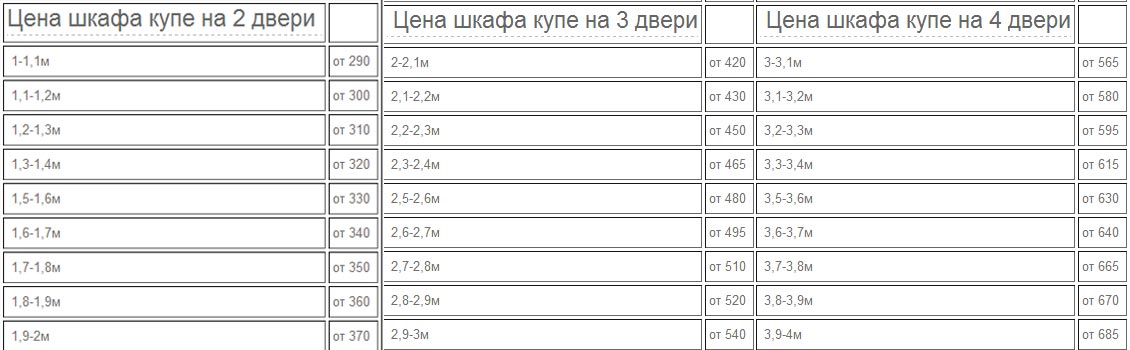 Цена шкафа купе на 2 двери
1-1,1м от 290
1,1-1,2м от 300
1,2-1,3м от 310
1,3-1,4м от 320
1,5-1,6м от 330
1,6-1,7м от 340
1,7-1,8м от 350
1,8-1,9м от 360
1,9-2м от 370
Цена шкафа купе на 3 двери
2-2,1м от 420
2,1-2,2м от 430
2,2-2,3м от 450
2,3-2,4м от 465
2,5-2,6м от 480
2,6-2,7м от 495
2,7-2,8м от 510
2,8-2,9м от 520
2,9-3м от 540
Цена шкафа купе на 4 двери
3-3,1м от 565
3,1-3,2м от 580
3,2-3,3м от 595
3,3-3,4м от 615
3,5-3,6м от 630
3,6-3,7м от 640
3,7-3,8м от 665
3,8-3,9м от 670
3,9-4м от 685